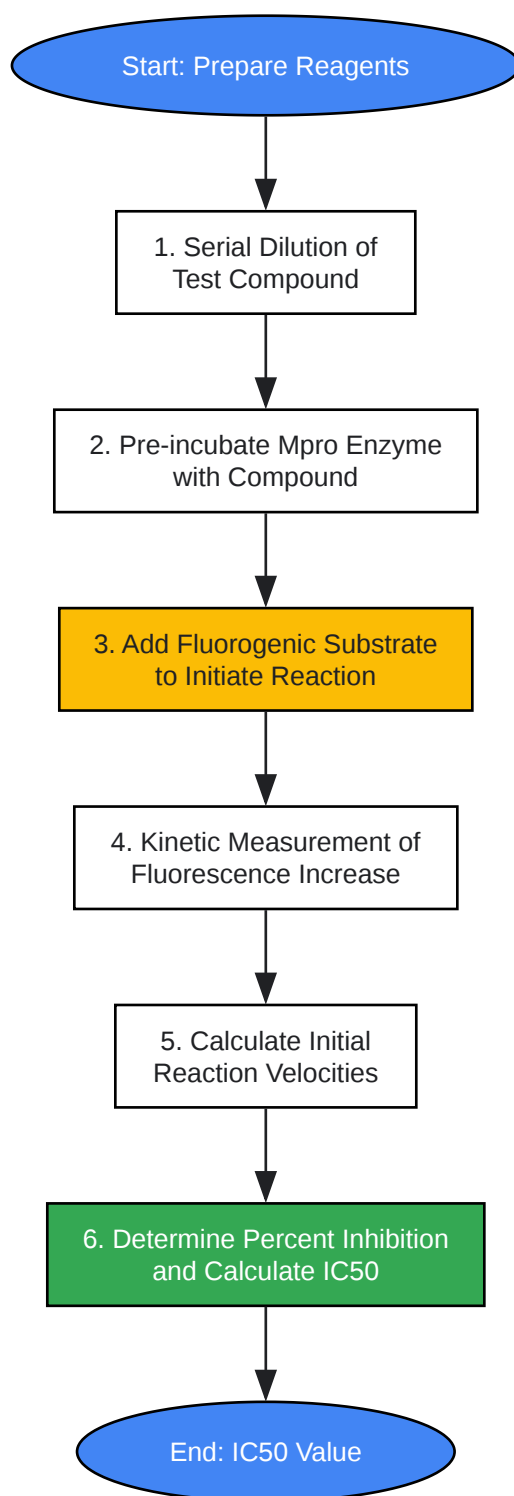 Start: Prepare Reagents
1. Serial Dilution of
Test Compound
2. Pre-incubate Mpro Enzyme
with Compound
3. Add Fluorogenic Substrate
to Initiate Reaction
4. Kinetic Measurement of
Fluorescence Increase
5. Calculate Initial
Reaction Velocities
6. Determine Percent Inhibition
and Calculate IC50
End: IC50 Value